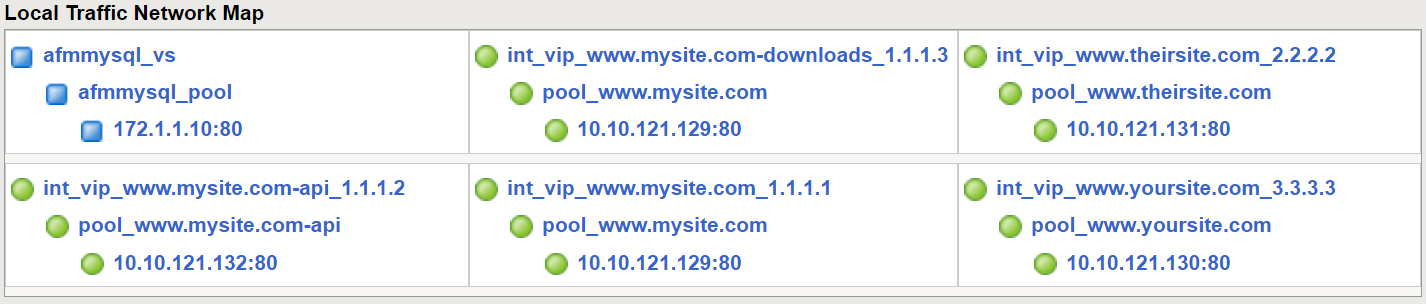 Local Traffic Network Map
afmmysql_vs
afmmysql_pool
172.1.1.10:80
int_vip_www.mysite.com-downloads_1.1.1.3
pool_www.mysite.com
10.10.121.129:80
int_vip_www.theirsite.com_2.2.2.2
pool_www.theirsite.com
10.10.121.131:80
int_vip_www.mysite.com-api_1.1.1.2
pool_www.mysite.com-api
10.10.121.132:80
int_vip_www.mysite.com_1.1.1.1
pool_www.mysite.com
10.10.121.129:80
int_vip_www.yoursite.com_3.3.3.3
pool_www.yoursite.com
10.10.121.130:80